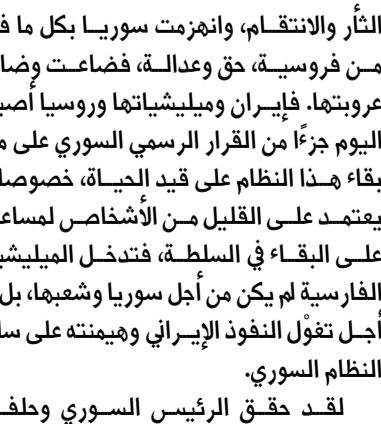 الثأر والانتقام، وانهزمت سوريا بكل ما
من فروسية، حق وعدالة، فضاعت
عروبتها. فإيران وميليشياتها وروسيا
اليوم جزءًا من القرار الرسمي السوري على
بقاء هذا النظام على قيد الحياة، خصوصا
يعتمد على القليل من الأشخاص
على البقاء في السلطة، فتدخل
الفارسية لم يكن من أجل سوريا وشعبها، بل
أجل تغوْل النفوذ الإيراني وهيمنته على
النظام السوري.
لقد حقق الرئيس السوري